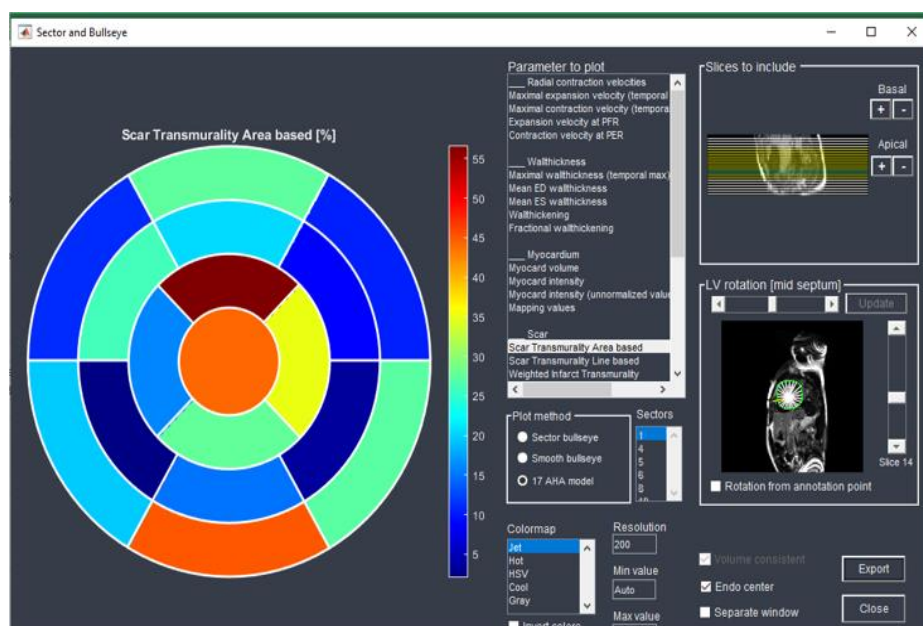 Sector and Bullseye
Scar Transmurality Area based [%]
55
50
45
40
35
30
25
20
15
10
5
Parameter to plot
___ Radial contraction velocities
Maximal expansion velocity (temporal
Maximal contraction velocity (tempora
Expansion velocity at PFR
Contraction velocity at PER
___ Wallthickness
Maximal wallthickness (temporal max)
Mean ED wallthickness
Mean ES wallthickness
Wallthickening
Fractional wallthickening
___ Myocardium
Myocard volume
Myocard intensity
Myocard intensity (unnormalized value
Mapping values
___ Scar
Scar Transmurality Area based
Scar Transmurality Line based
Weighted Infarct Transmurality
Plot method
Sector bullseye
Smooth bullseye
17 AHA model
Sectors
1
4
5
6
8
Colormap
Jet
Hot
HSV
Cool
Gray
Resolution
200
Min value
Auto
Max value
Invert colors
Slices to include
Basal
+ -
Apical
+ -
LV rotation [mid septum]
Update
Slice 14
Rotation from annotation point
Volume consistent
Endo center
Separate window
Export
Close